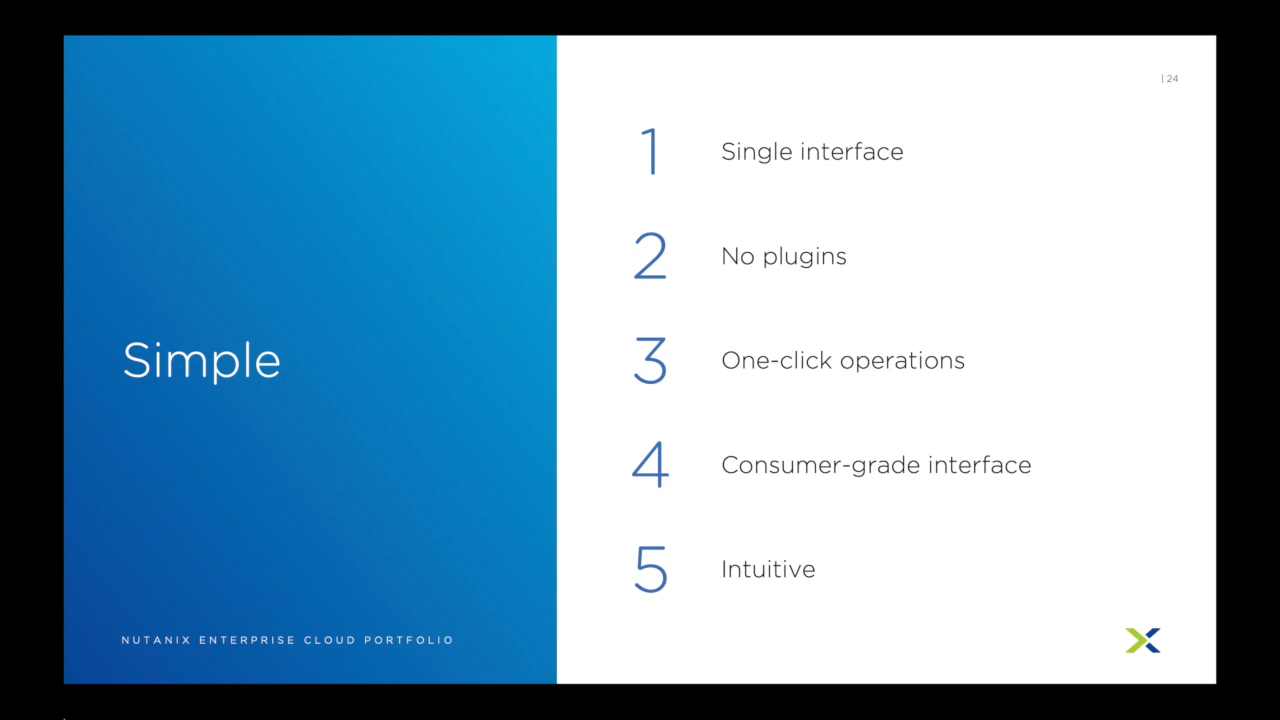 | 24
Simple
1 Single interface
2 No plugins
3 One-click operations
4 Consumer-grade interface
5 Intuitive
NUTANIX ENTERPRISE CLOUD PORTFOLIO